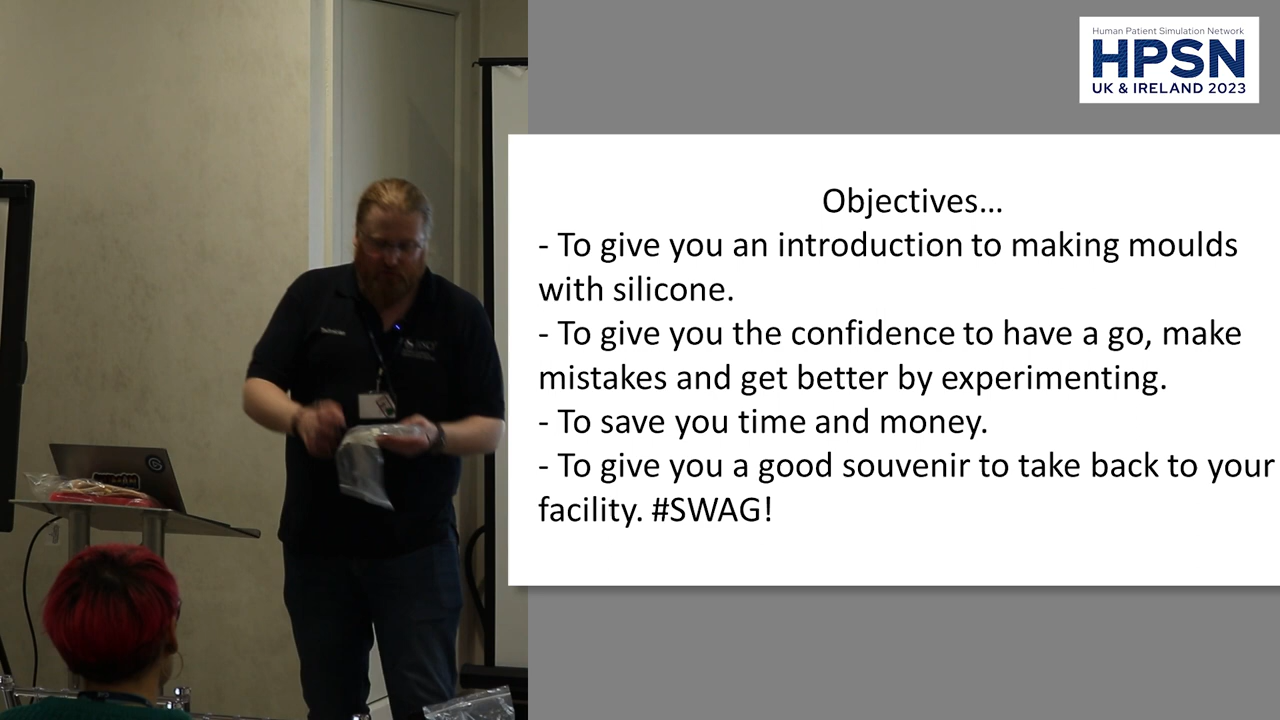 Human Patient Simulation Network
HPSN
UK & IRELAND 2023
Objectives...
- To give you an introduction to making moulds
with silicone.
- To give you the confidence to have a go, make
mistakes and get better by experimenting.
- To save you time and money.
- To give you a good souvenir to take back to your
facility. #SWAG!
Technician